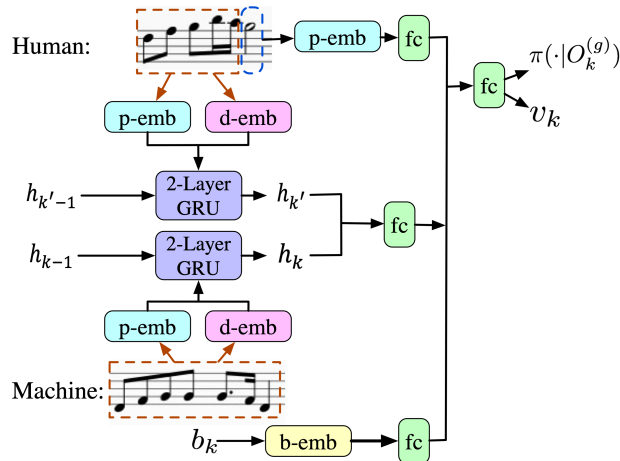 Human:
p-emb
fc
π(·|O_k^{(g)})
fc
v_k
p-emb
d-emb
h_{k'-1}
2-Layer
GRU
h_{k'}
fc
h_{k-1}
2-Layer
GRU
h_k
p-emb
d-emb
Machine:
b_k
b-emb
fc